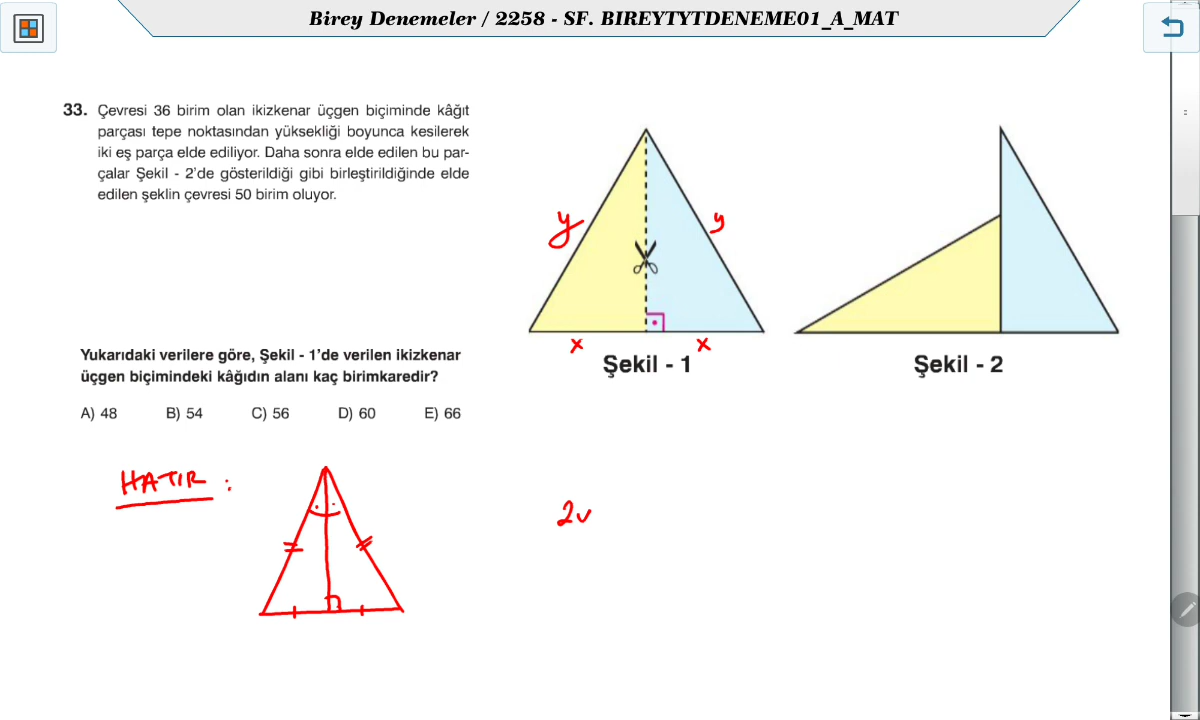 Birey Denemeler / 2258 - SF. BIREYTYTDENEME01_A_MAT
33. Çevresi 36 birim olan ikizkenar üçgen biçiminde kâğıt
parçası tepe noktasından yüksekliği boyunca kesilerek
iki eş parça elde ediliyor. Daha sonra elde edilen bu par-
çalar Şekil - 2'de gösterildiği gibi birleştirildiğinde elde
edilen şeklin çevresi 50 birim oluyor.
y y
x x
Şekil - 1 Şekil - 2
Yukarıdaki verilere göre, Şekil - 1'de verilen ikizkenar
üçgen biçimindeki kâğıdın alanı kaç birimkaredir?
A) 48 B) 54 C) 56 D) 60 E) 66
HATIR :